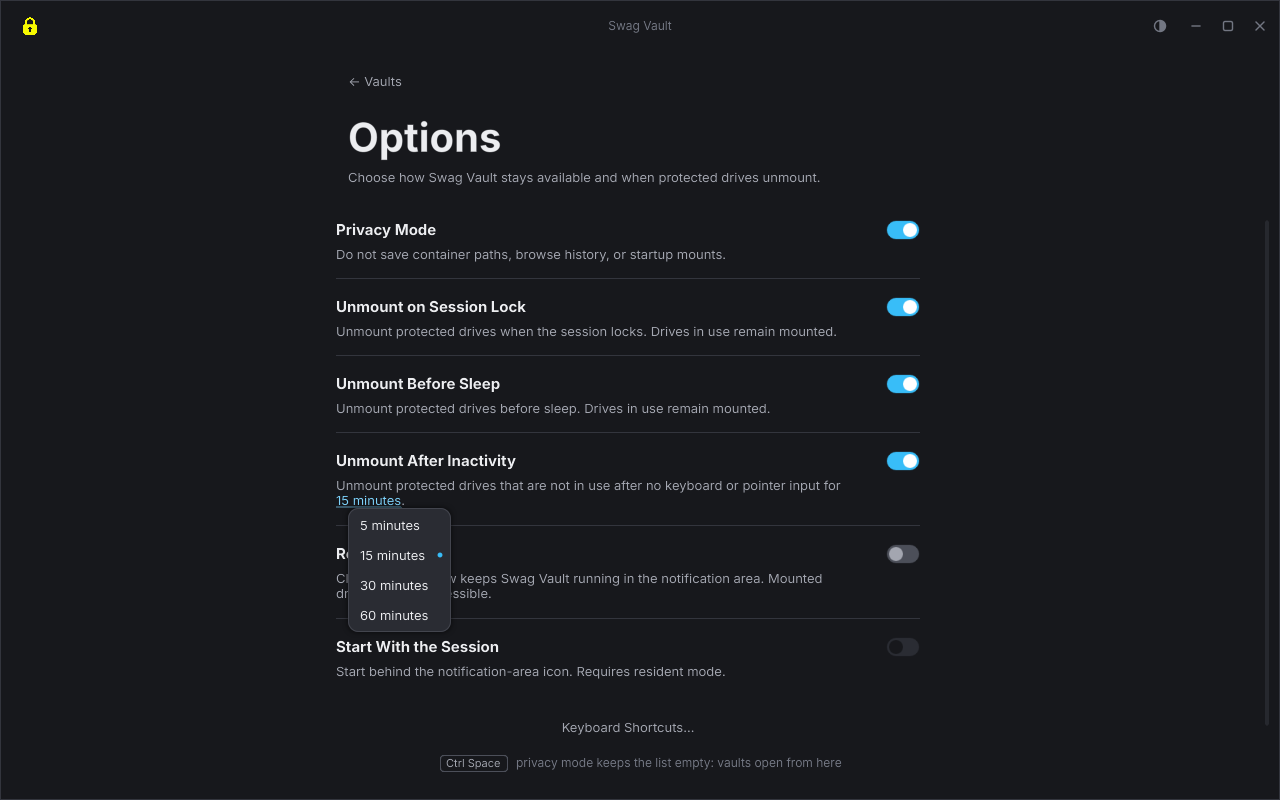 Swag Vault
← Vaults
Options
Choose how Swag Vault stays available and when protected drives unmount.
Privacy Mode
Do not save container paths, browse history, or startup mounts.
Unmount on Session Lock
Unmount protected drives when the session locks. Drives in use remain mounted.
Unmount Before Sleep
Unmount protected drives before sleep. Drives in use remain mounted.
Unmount After Inactivity
Unmount protected drives that are not in use after no keyboard or pointer input for
15 minutes.
5 minutes
15 minutes
30 minutes
60 minutes
keeps Swag Vault running in the notification area. Mounted
Start With the Session
Start behind the notification-area icon. Requires resident mode.
Keyboard Shortcuts...
Ctrl Space privacy mode keeps the list empty: vaults open from here